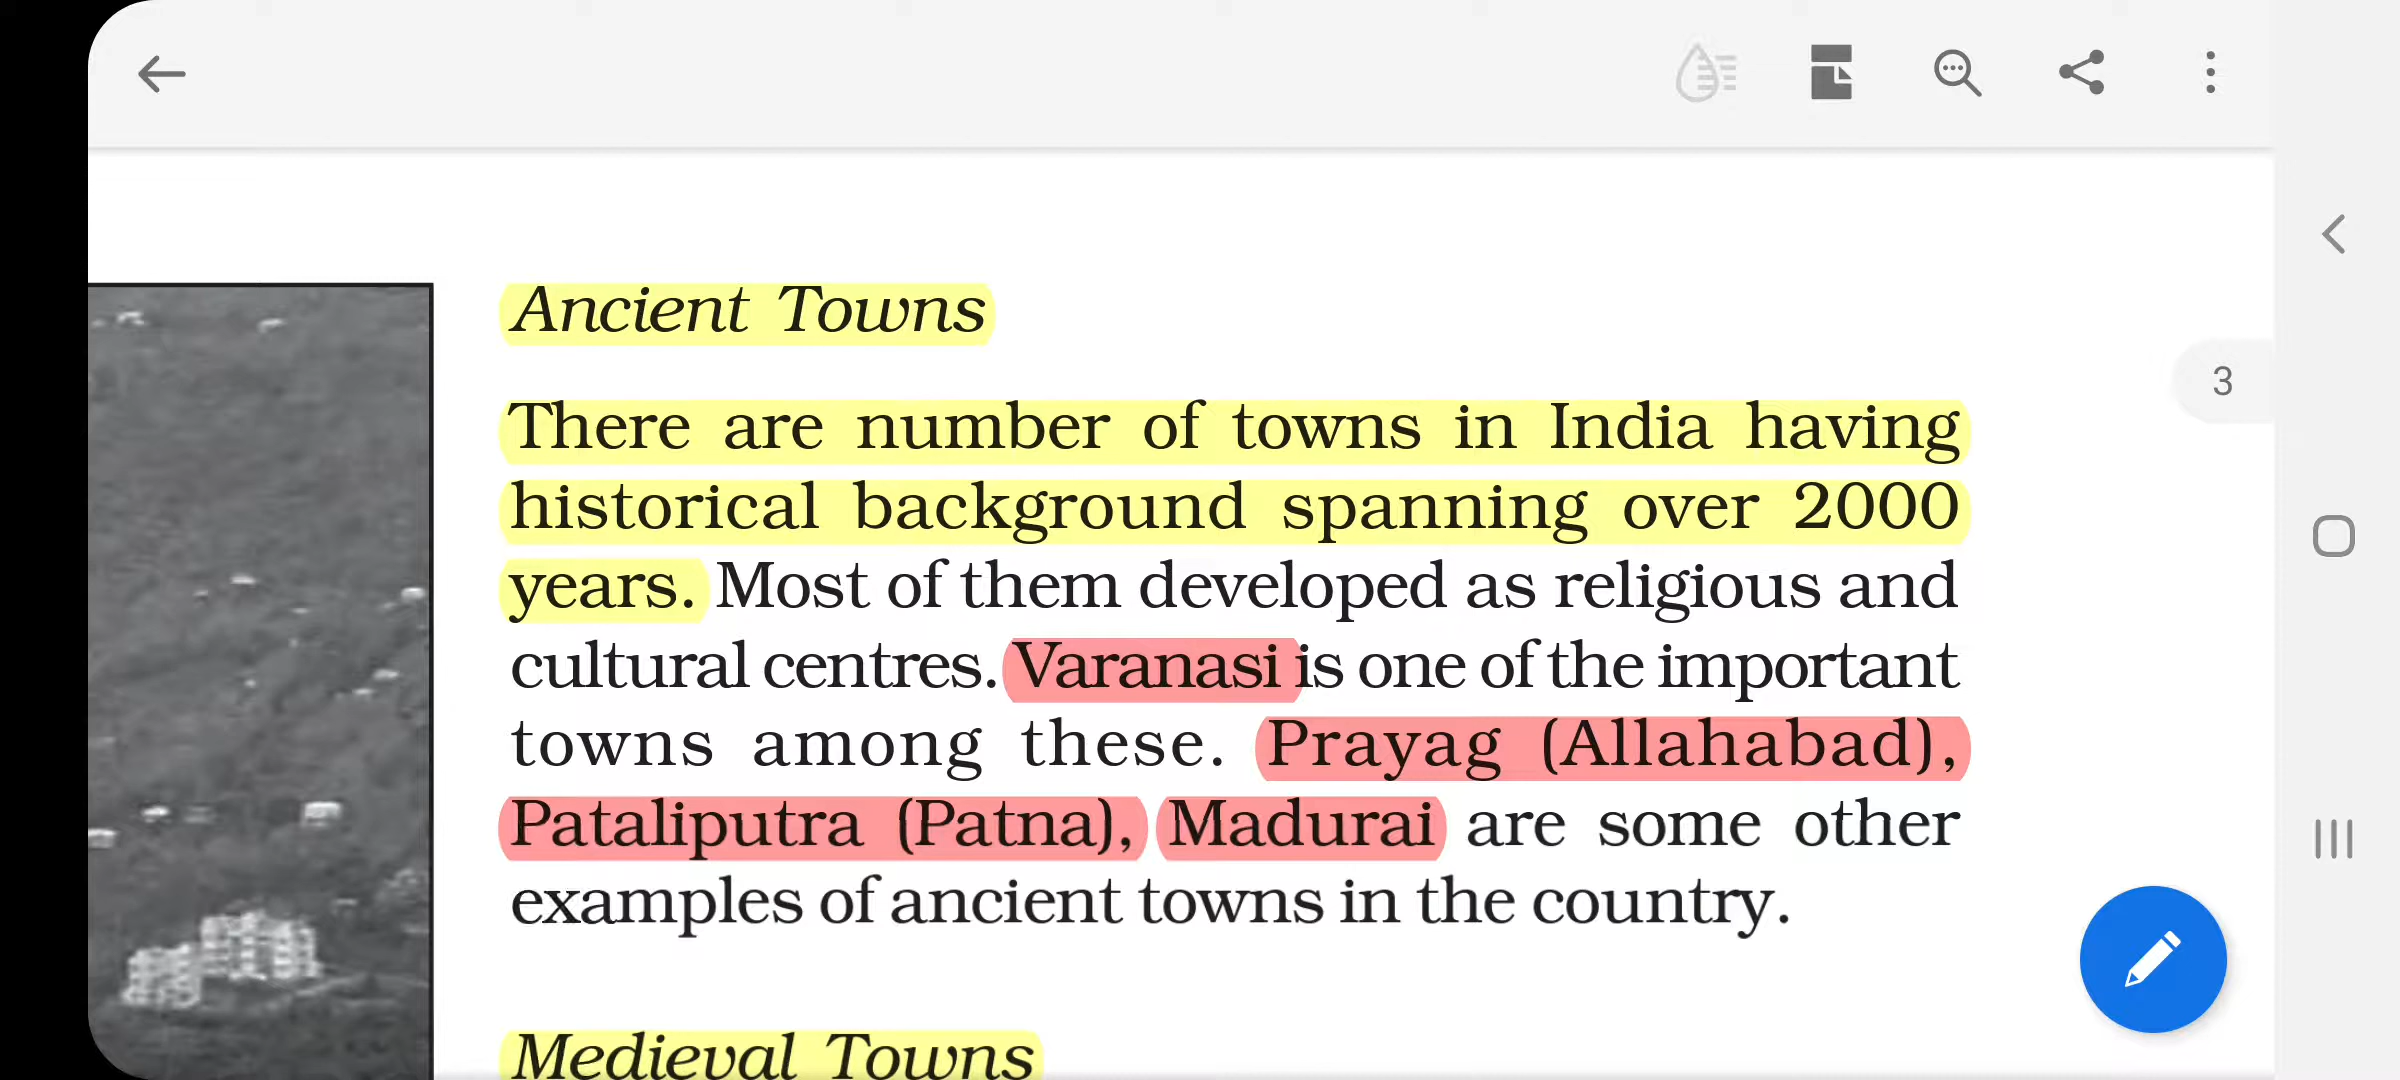 3
Ancient Towns
There are number of towns in India having
historical background spanning over 2000
years. Most of them developed as religious and
cultural centres. Varanasi is one of the important
towns among these. Prayag (Allahabad),
Pataliputra (Patna), Madurai are some other
examples of ancient towns in the country.
Medieval Towns